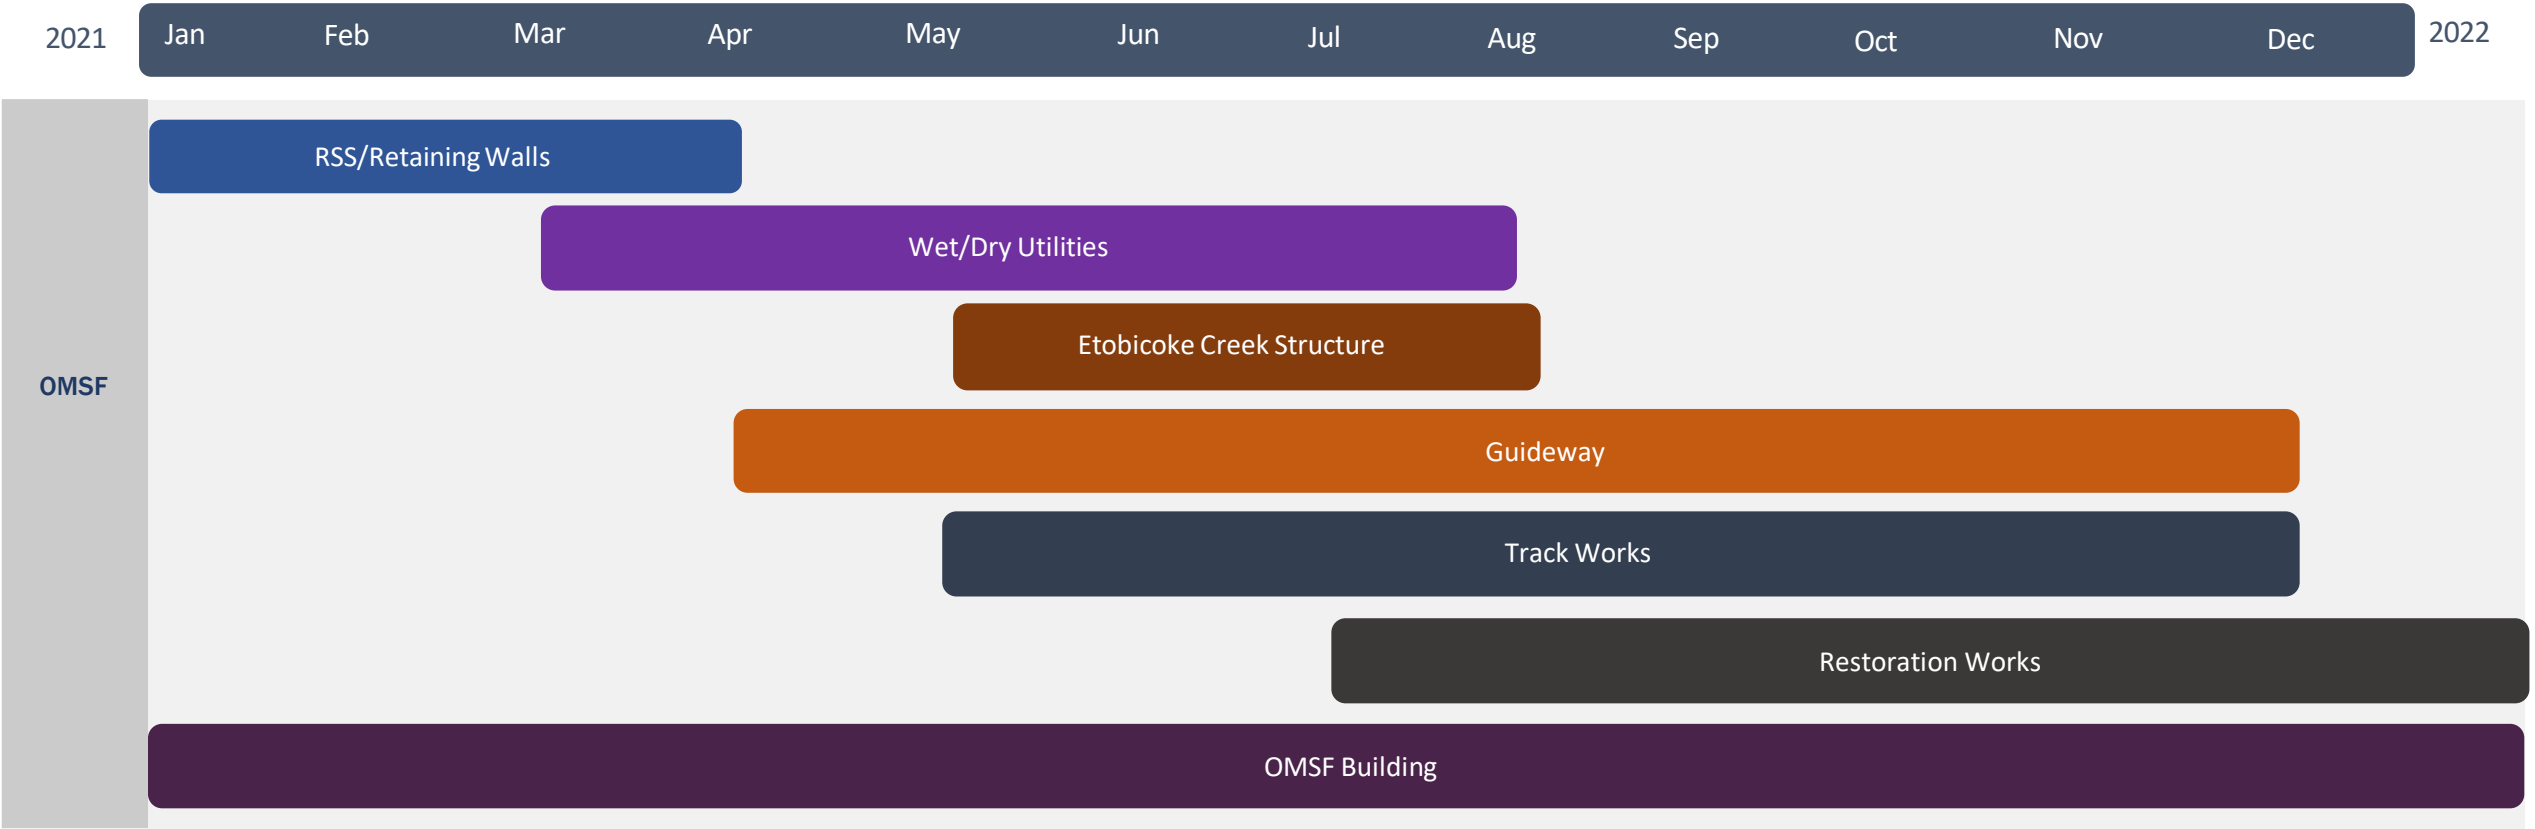 2021 Jan Feb Mar Apr May Jun Jul Aug Sep Oct Nov Dec 2022
RSS/Retaining Walls
Wet/Dry Utilities
Etobicoke Creek Structure
OMSF
Guideway
Track Works
Restoration Works
OMSF Building